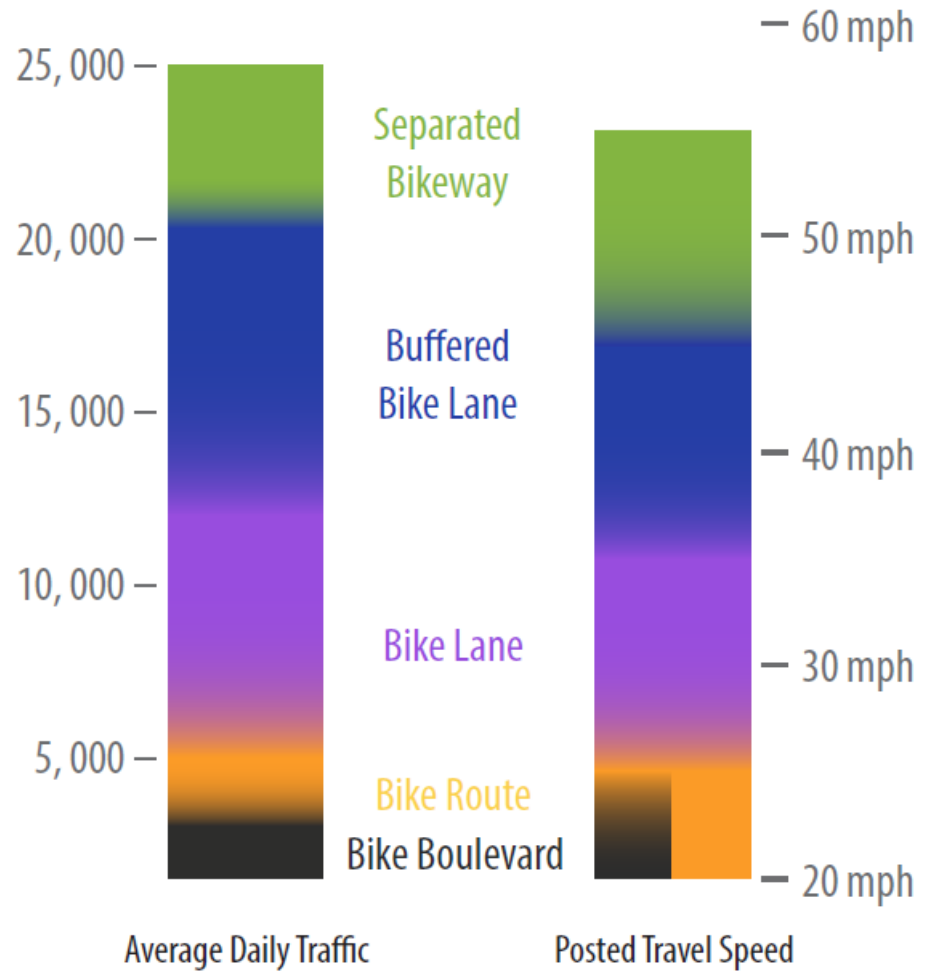 60 mph
25, 000
Separated
Bikeway
20, 000
50 mph
Buffered
Bike Lane
15, 000
40 mph
10, 000
Bike Lane
30 mph
5, 000
Bike Route
Bike Boulevard
20 mph
Average Daily Traffic
Posted Travel Speed